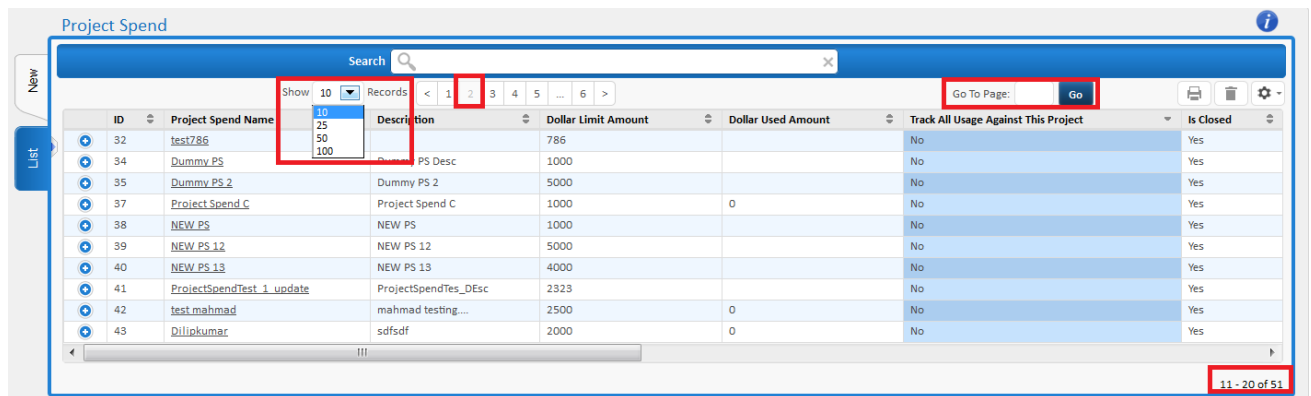 Project Spend
i
New
List
Search
Show 10 Records < 1 2 3 4 5 ... 6 > Go To Page: Go
10
25
50
100
ID Project Spend Name Description Dollar Limit Amount Dollar Used Amount Track All Usage Against This Project Is Closed
32 test786 786 No Yes
34 Dummy PS Dummy PS Desc 1000 No Yes
35 Dummy PS 2 Dummy PS 2 5000 No Yes
37 Project Spend C Project Spend C 1000 0 No Yes
38 NEW PS NEW PS 1000 No Yes
39 NEW PS 12 NEW PS 12 5000 No Yes
40 NEW PS 13 NEW PS 13 4000 No Yes
41 ProjectSpendTest_1_update ProjectSpendTes_DEsc 2323 No Yes
42 test mahmad mahmad testing.... 2500 0 No Yes
43 Dilipkumar sdfsdf 2000 0 No Yes
11 - 20 of 51